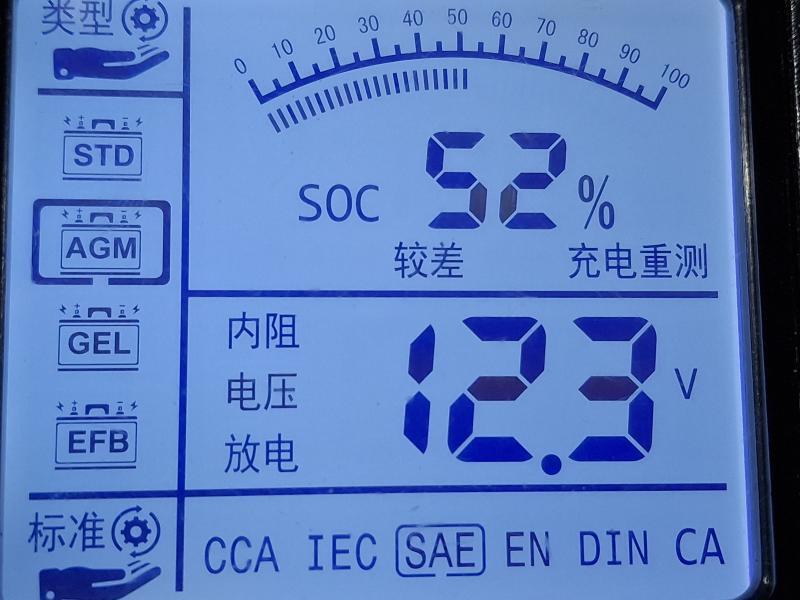 类型
0 10 20 30 40 50 60 70 80 90 100
STD
AGM
SOC 52 %
较差 充电重测
GEL
内阻
电压 12.3 V
放电
EFB
标准
CCA IEC SAE EN DIN CA